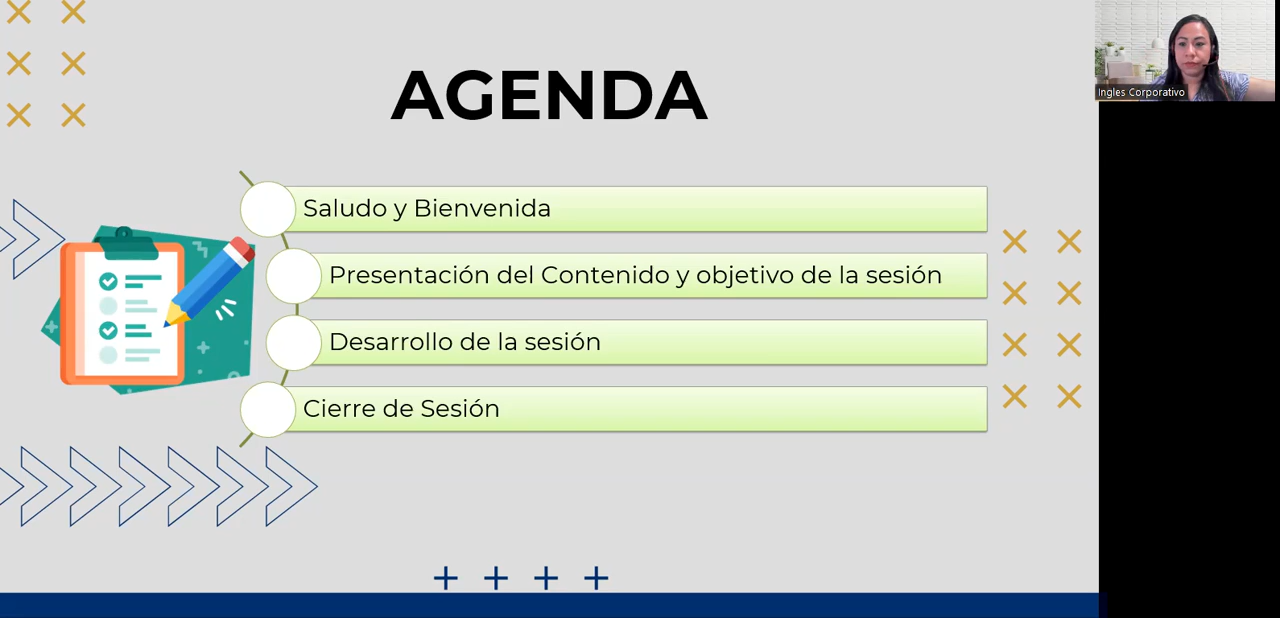 AGENDA
Ingles Corporativo
Saludo y Bienvenida
Presentación del Contenido y objetivo de la sesión
Desarrollo de la sesión
Cierre de Sesión